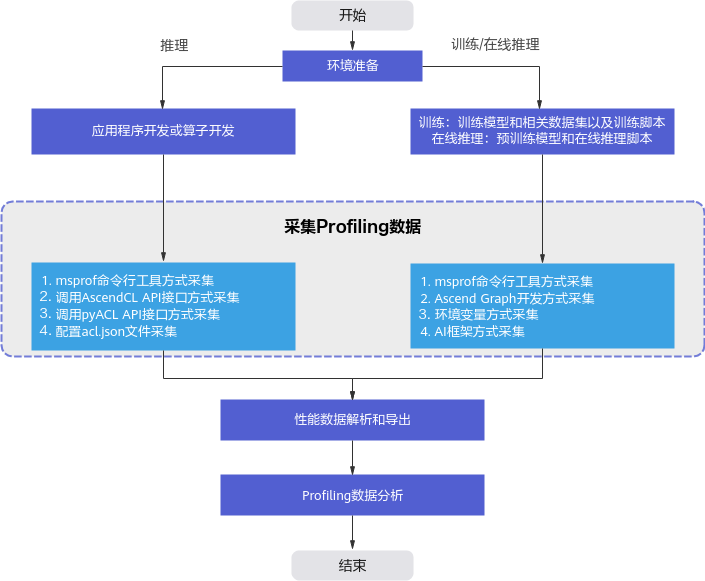 开始
推理
训练/在线推理
环境准备
应用程序开发或算子开发
训练：训练模型和相关数据集以及训练脚本
在线推理：预训练模型和在线推理脚本
采集Profiling数据
1. msprof命令行工具方式采集
2. 调用AscendCL API接口方式采集
3. 调用pyACL API接口方式采集
4. 配置acl.json文件采集
1. msprof命令行工具方式采集
2. Ascend Graph开发方式采集
3. 环境变量方式采集
4. AI框架方式采集
性能数据解析和导出
Profiling数据分析
结束